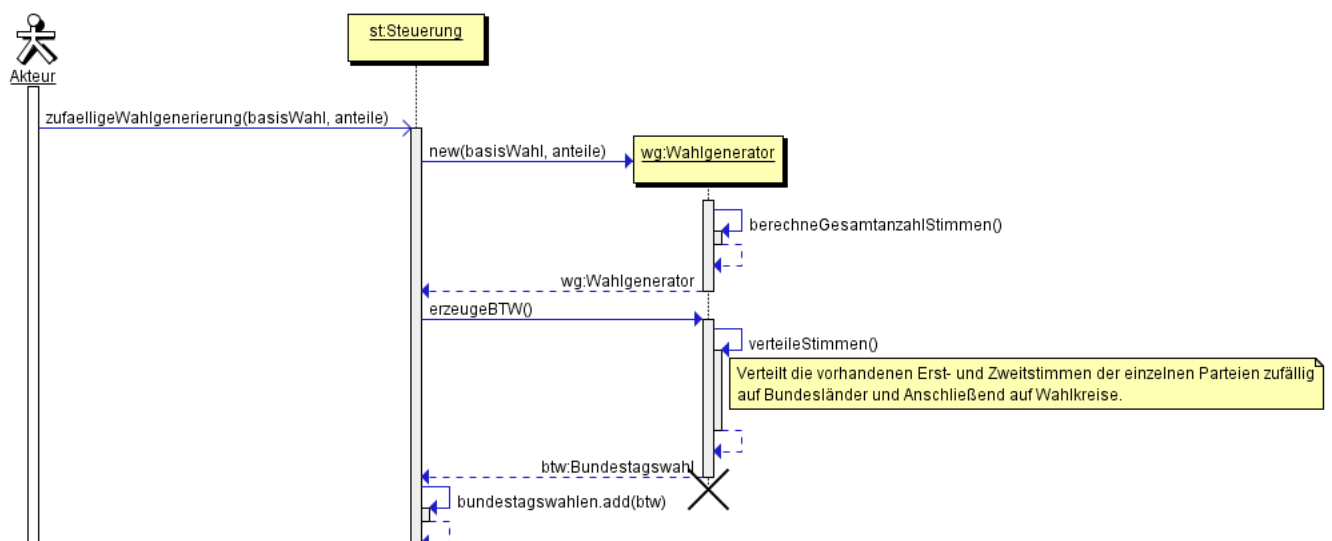 st:Steuerung
Akteur
zufaelligeWahlgenerierung(basisWahl, anteile)
new(basisWahl, anteile)
wg:Wahlgenerator
berechneGesamtanzahlStimmen()
wg:Wahlgenerator
erzeugeBTW()
verteileStimmen()
Verteilt die vorhandenen Erst- und Zweitstimmen der einzelnen Parteien zufällig
auf Bundesländer und Anschließend auf Wahlkreise.
btw:Bundestagswahl
bundestagswahlen.add(btw)